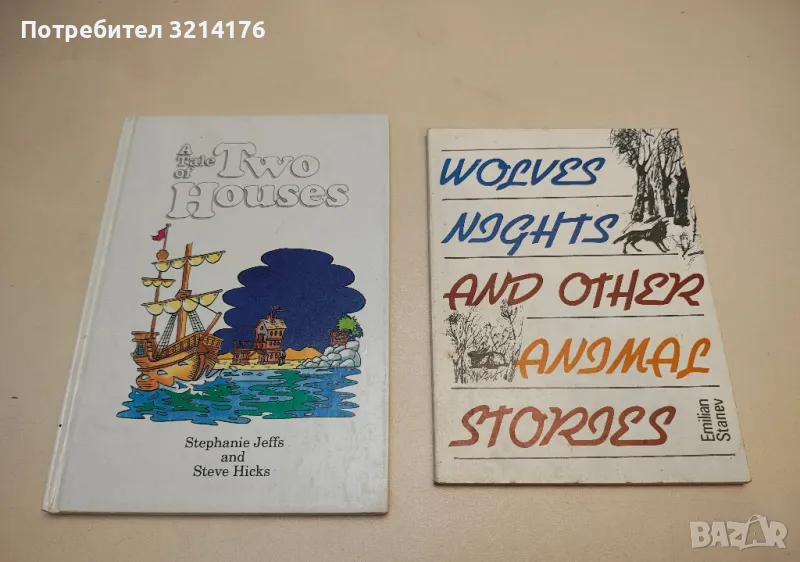 Потребител 3214176
A
Tale
of
Two
Houses
Stephanie Jeffs
and
Steve Hicks
WOLVES
NIGHTS
AND OTHER
ANIMAL
STORIES
Emilian
Stanev
BAZAR
bg